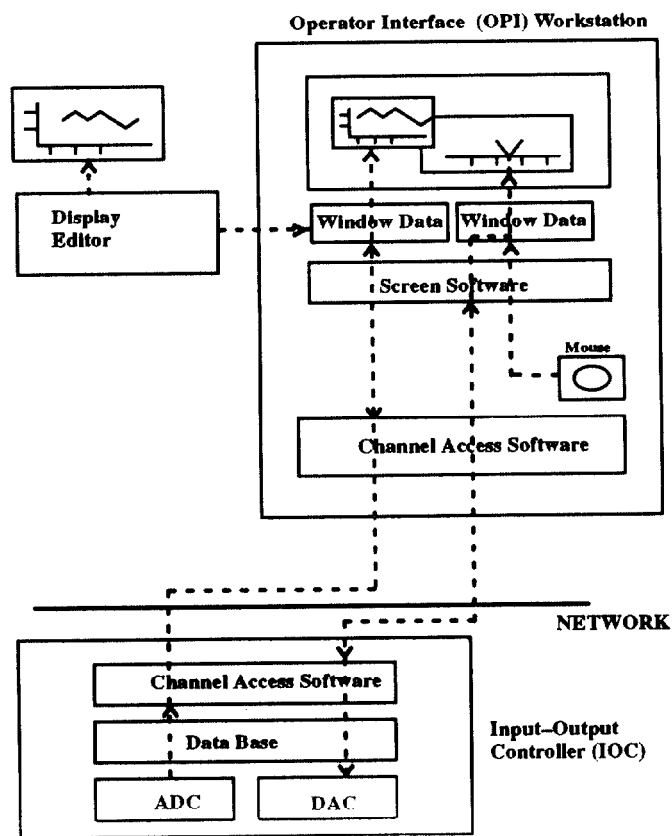 Operator Interface (OPI) Workstation
Display
Editor
Window Data
Window Data
Screen Software
Mouse
Channel Access Software
NETWORK
Channel Access Software
Data Base
ADC
DAC
Input–Output
Controller (IOC)